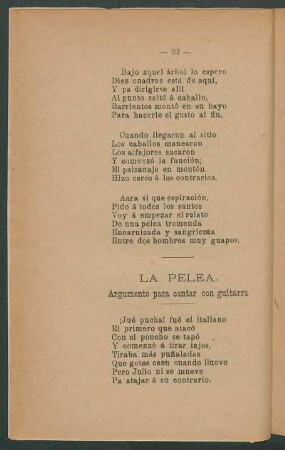 — 22 —
Bajo aquel árbol lo espero
Diez cuadras está de aquí,
Y pa dirigirse allí
Al punto saltó á caballo,
Barrientos montó en su bayo
Para hacerle el gusto al fin,
Cuando llegaron al sitio
Los caballos manearon
Los alfajores sacaron
Y comenzó la función;
El paisanaje en montón
Hizo cerco á los contrarios.
Aura si que espiración,
Pido á todos los santos
Voy á empezar el relato
De una pelea tremenda
Encarnizada y sangrienta
Entre dos hombres muy guapos.
LA PELEA
Argumento para cantar con guitarra
¡Jué pucha! fué el italiano
El primero que atacó
Con el poncho se tapó
Y comenzó á tirar tajos,
Tiraba más puñaladas
Que gotas caen cuando llueve
Pero Julio ni se mueve
Pa atajar á su contrario.